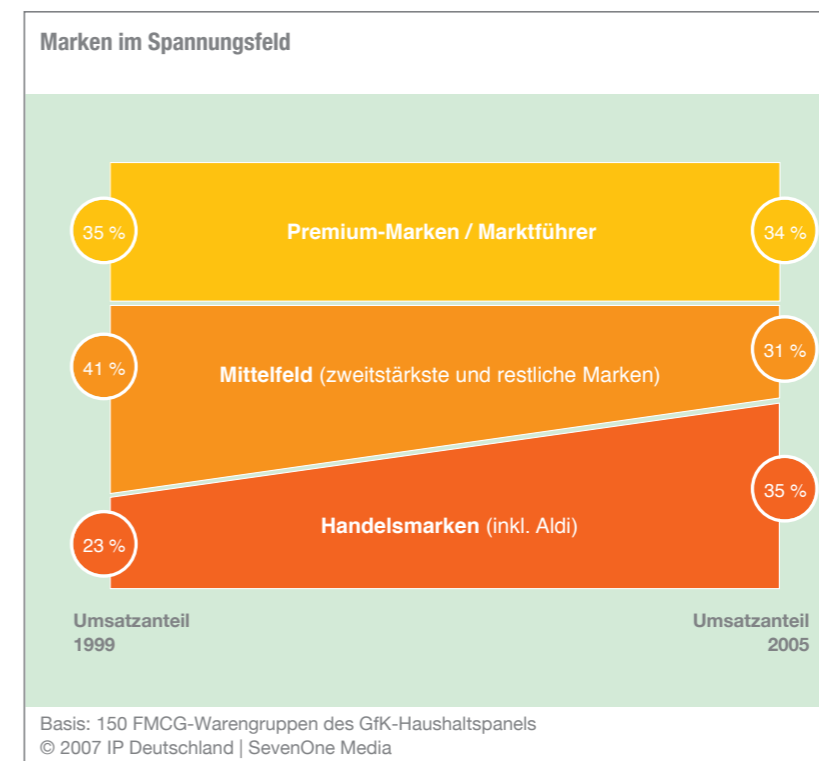 Marken im Spannungsfeld
35 %
Premium-Marken / Marktführer
34 %
41 %
Mittelfeld (zweitstärkste und restliche Marken)
31 %
23 %
Handelsmarken (inkl. Aldi)
35 %
Umsatzanteil
1999
Umsatzanteil
2005
Basis: 150 FMCG-Warengruppen des GfK-Haushaltspanels
© 2007 IP Deutschland | SevenOne Media